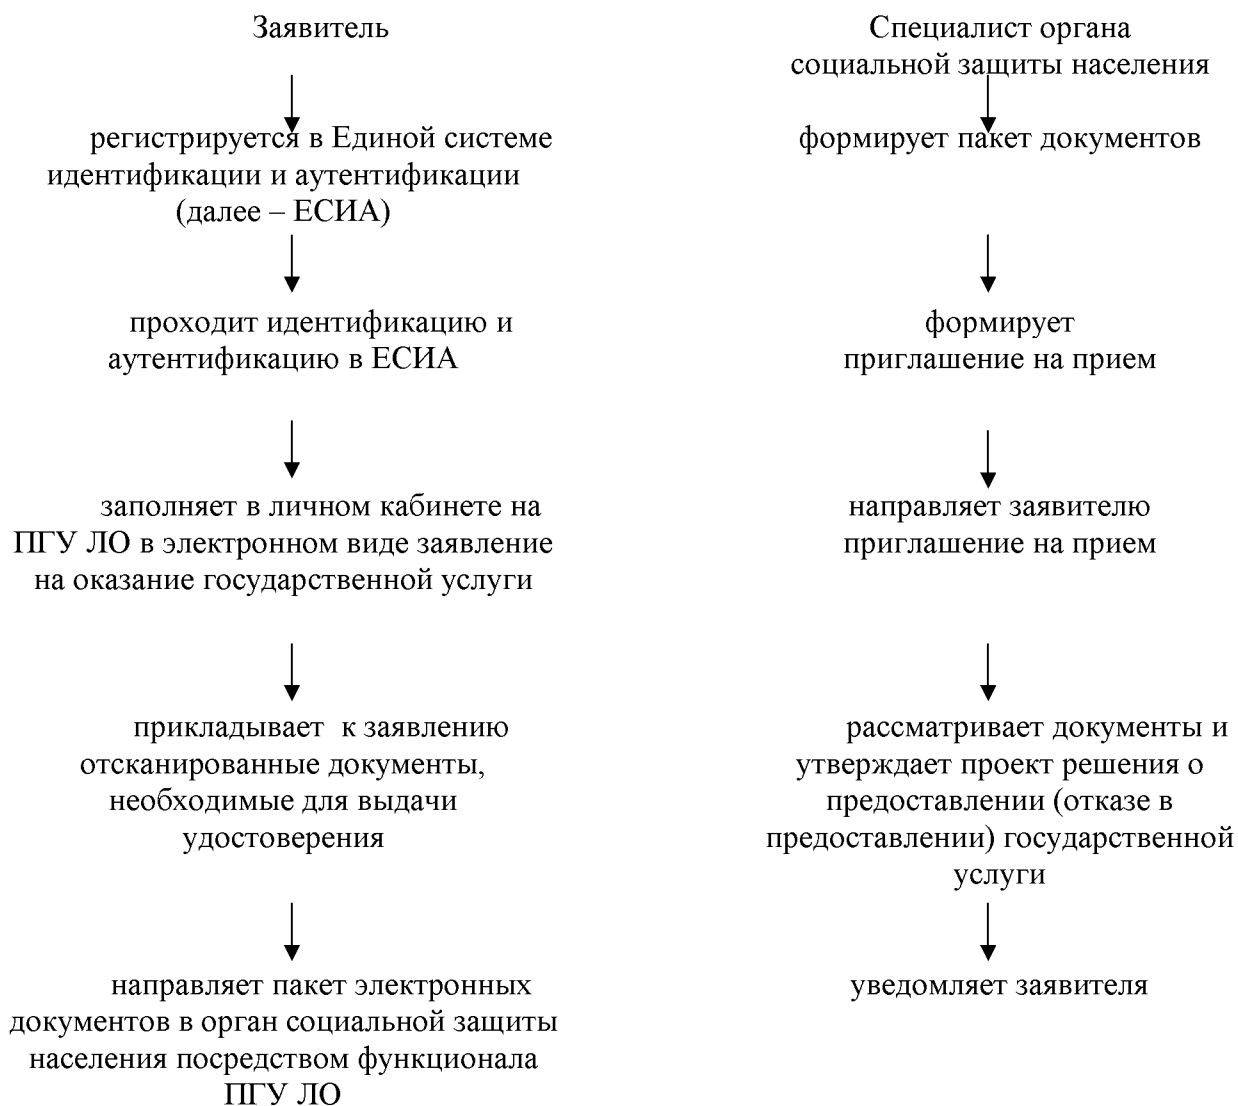 Заявитель
регистрируется в Единой системе
идентификации и аутентификации
(далее – ЕСИА)
проходит идентификацию и
аутентификацию в ЕСИА
заполняет в личном кабинете на
ПГУ ЛО в электронном виде заявление
на оказание государственной услуги
прикладывает к заявлению
отсканированные документы,
необходимые для выдачи
удостоверения
направляет пакет электронных
документов в орган социальной защиты
населения посредством функционала
ПГУ ЛО
Специалист органа
социальной защиты населения
формирует пакет документов
формирует
приглашение на прием
направляет заявителю
приглашение на прием
рассматривает документы и
утверждает проект решения о
предоставлении (отказе в
предоставлении) государственной
услуги
уведомляет заявителя